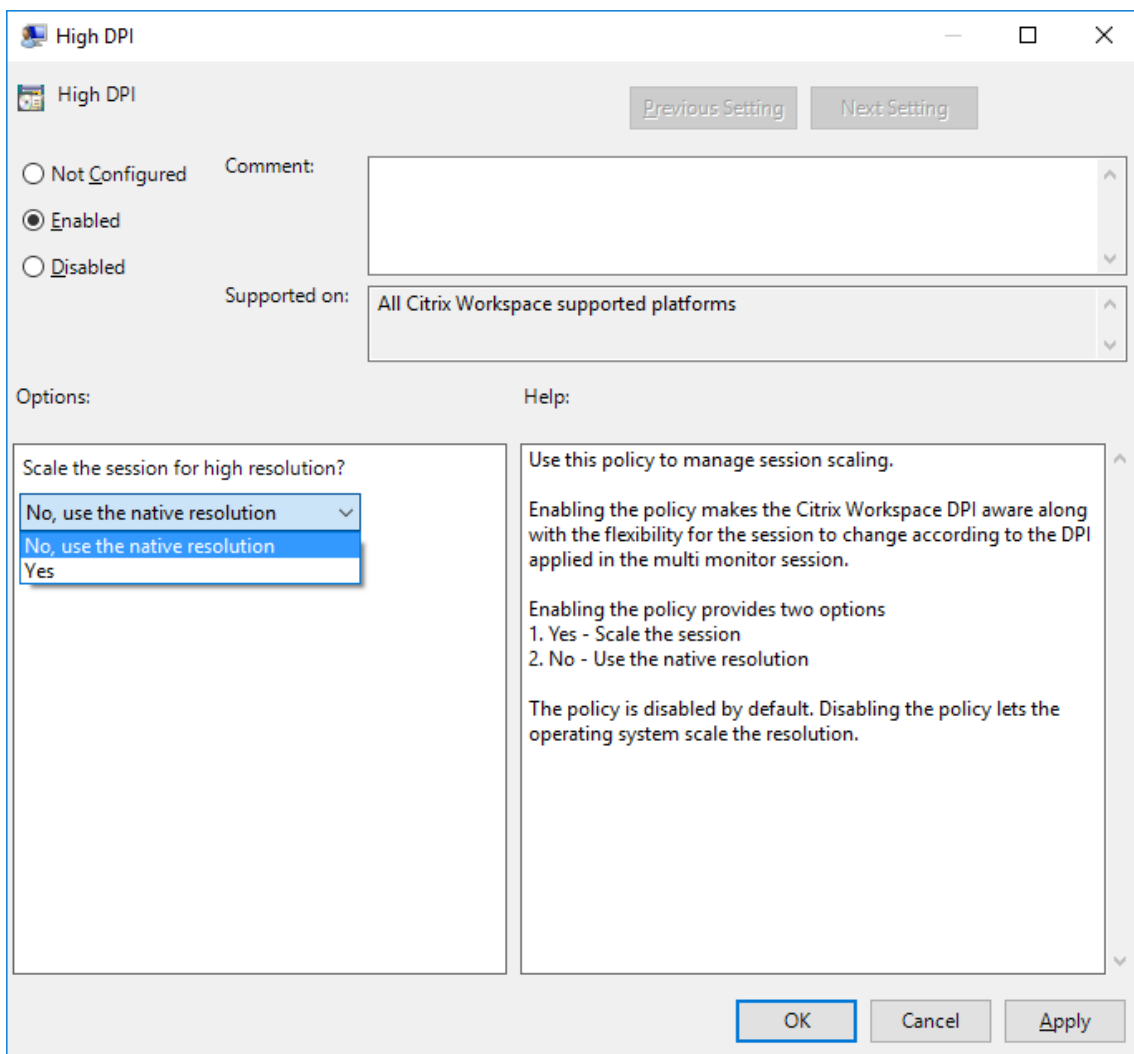 High DPI
High DPI
Previous Setting
Next Setting
Not Configured
Comment:
Enabled
Disabled
Supported on:
All Citrix Workspace supported platforms
Options:
Help:
Scale the session for high resolution?
No, use the native resolution
No, use the native resolution
Yes
Use this policy to manage session scaling.
Enabling the policy makes the Citrix Workspace DPI aware along
with the flexibility for the session to change according to the DPI
applied in the multi monitor session.
Enabling the policy provides two options
1. Yes - Scale the session
2. No - Use the native resolution
The policy is disabled by default. Disabling the policy lets the
operating system scale the resolution.
OK
Cancel
Apply